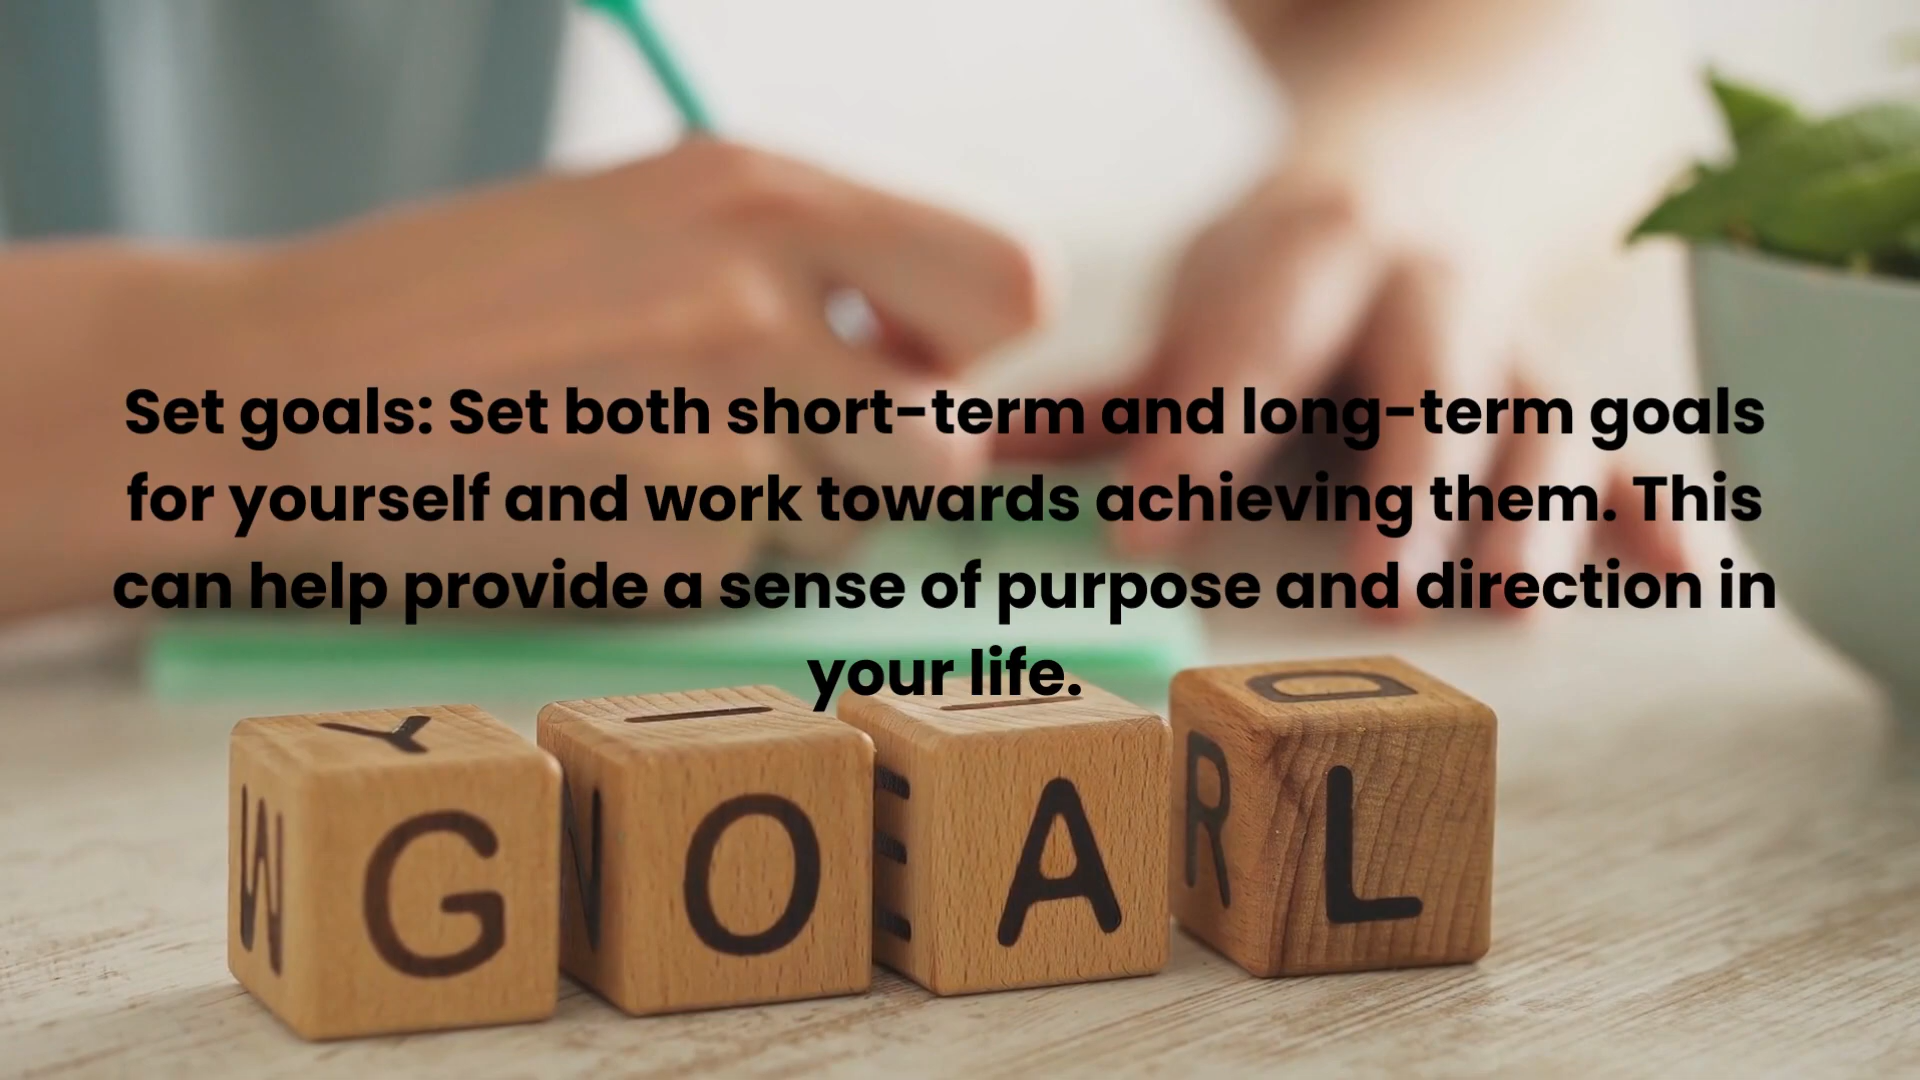 Set goals: Set both short-term and long-term goals
for yourself and work towards achieving them. This
can help provide a sense of purpose and direction in
your life.
Y
D
W G N O E A R L